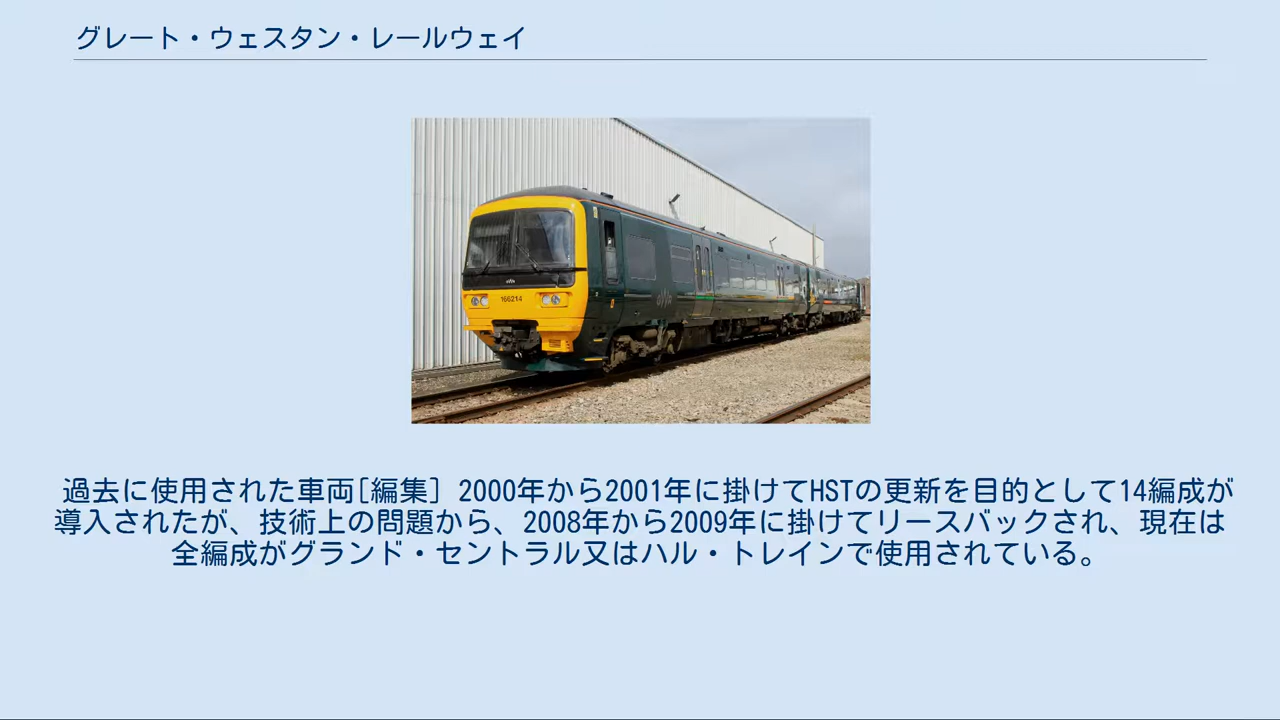 グレート・ウェスタン・レールウェイ
166214
過去に使用された車両[編集] 2000年から2001年に掛けてHSTの更新を目的として14編成が
導入されたが、技術上の問題から、2008年から2009年に掛けてリースバックされ、現在は
全編成がグランド・セントラル又はハル・トレインで使用されている。